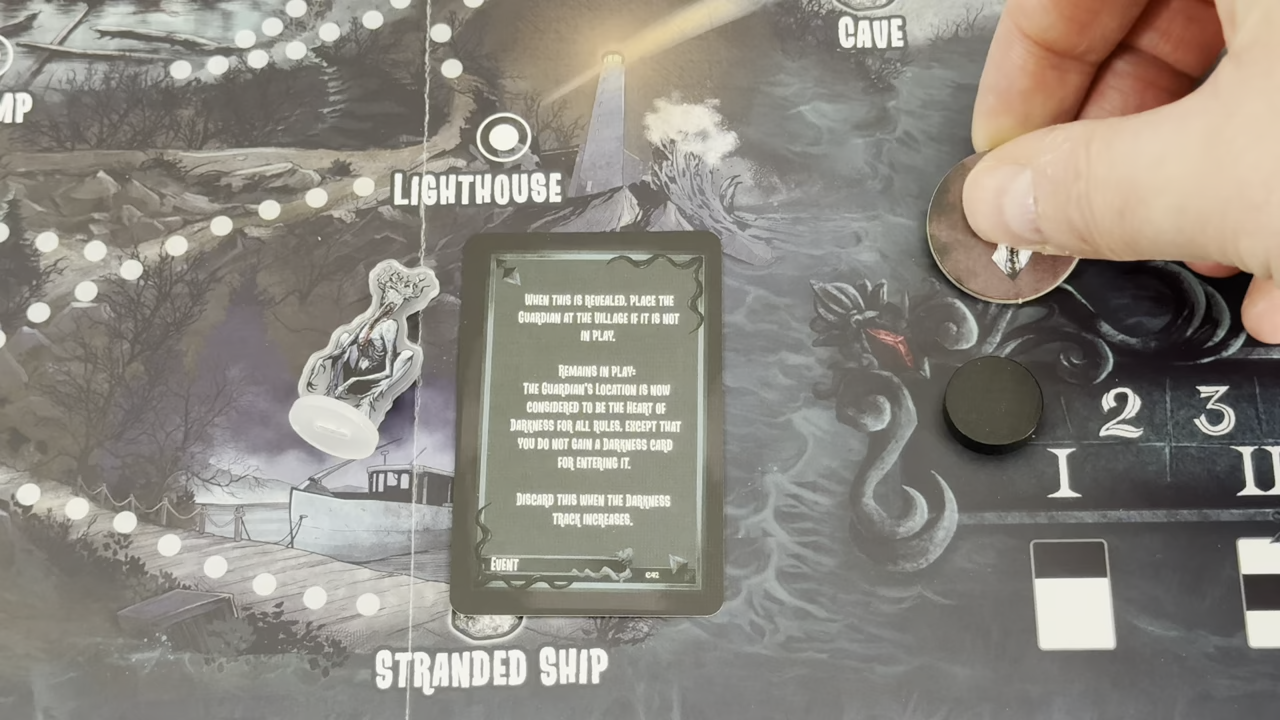 CAVE
MP
LIGHTHOUSE
WHEN THIS IS REVEALED, PLACE THE
GUARDIAN AT THE VILLAGE IF IT IS NOT
IN PLAY.
REMAINS IN PLAY:
THE GUARDIAN'S LOCATION IS NOW
CONSIDERED TO BE THE HEART OF
DARKNESS FOR ALL RULES, EXCEPT THAT
YOU DO NOT GAIN A DARKNESS CARD
FOR ENTERING IT.
DISCARD THIS WHEN THE DARKNESS
TRACK INCREASES.
EVENT
C42
2 3
I II
STRANDED SHIP